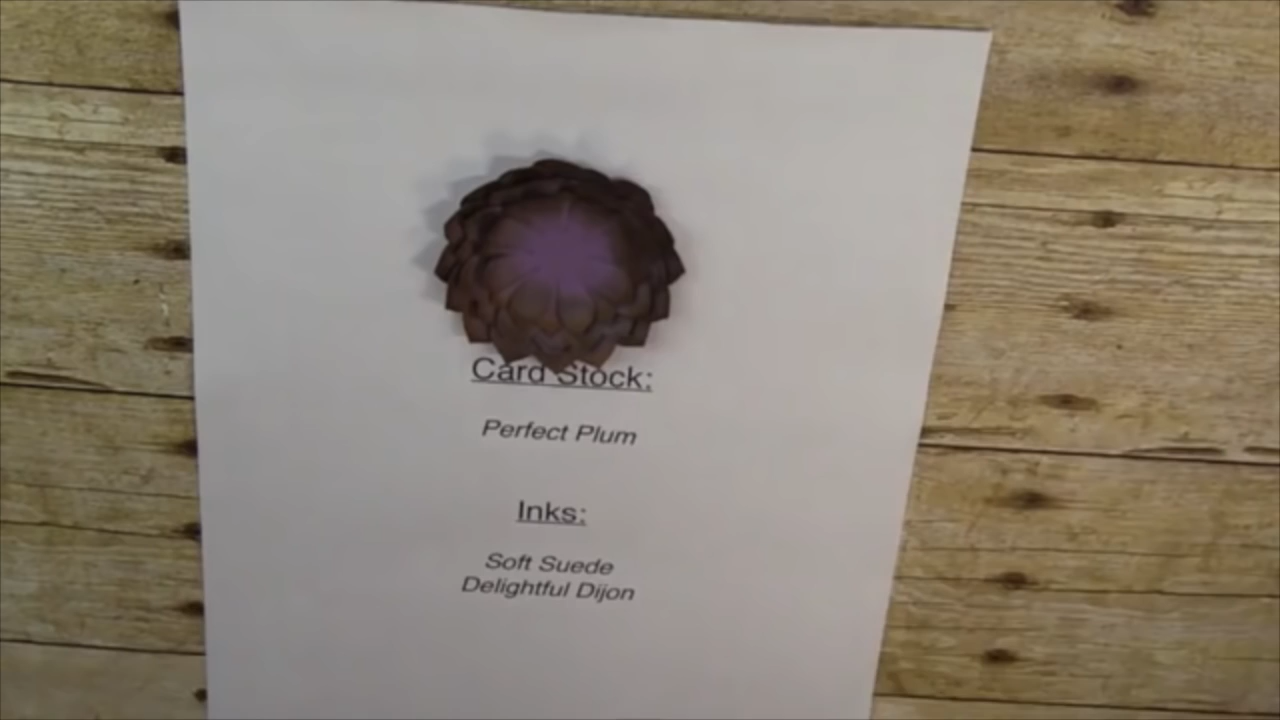 Card Stock:
Perfect Plum
Inks:
Soft Suede
Delightful Dijon